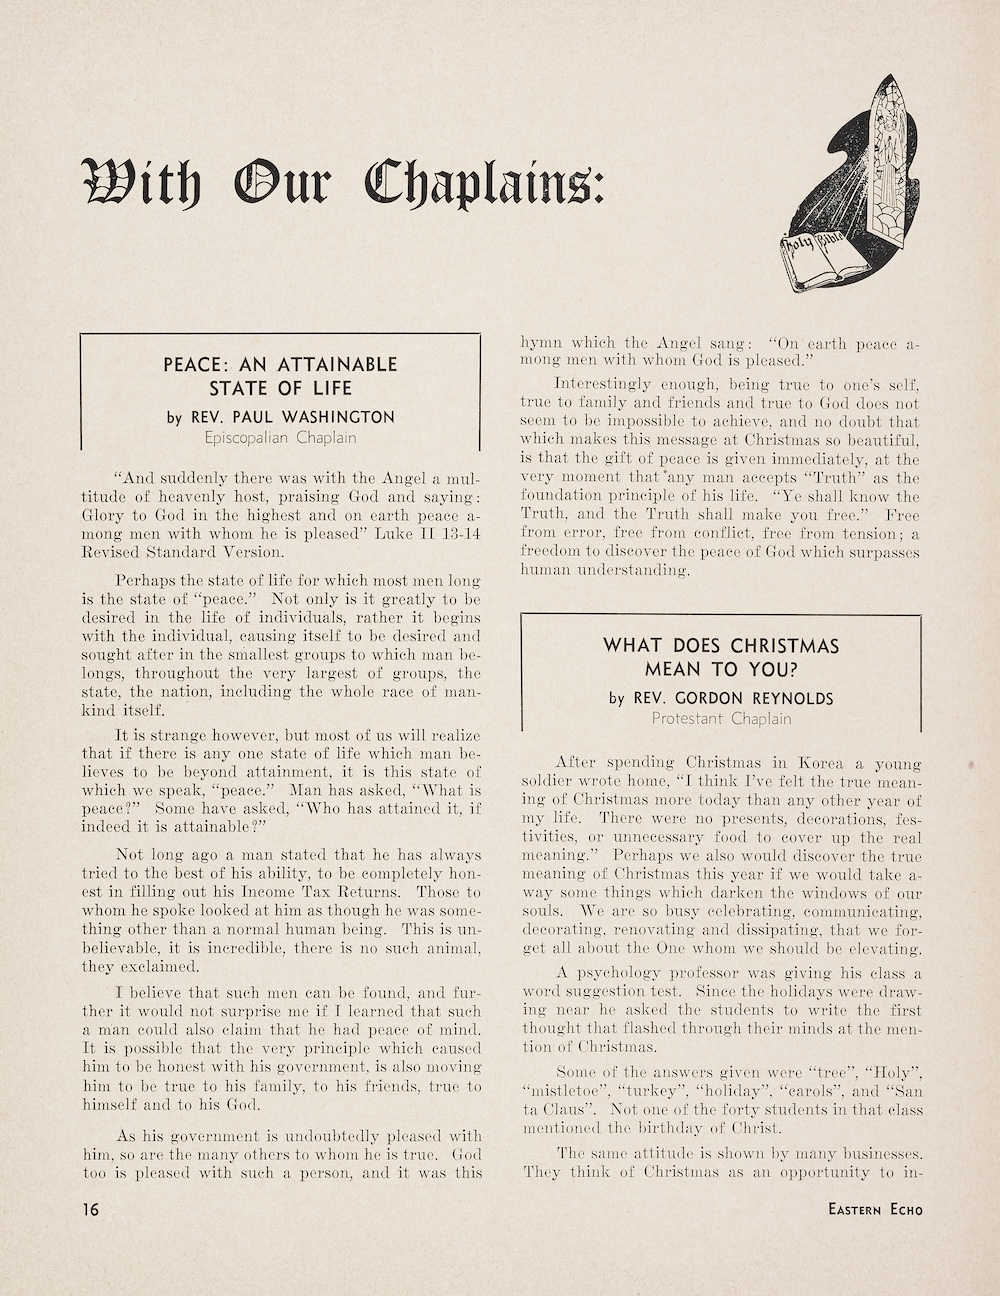 With Our Chaplains:
Holy Bible
PEACE: AN ATTAINABLE
STATE OF LIFE
by REV. PAUL WASHINGTON
Episcopalian Chaplain
“And suddenly there was with the Angel a mul-
titude of heavenly host, praising God and saying:
Glory to God in the highest and on earth peace a-
mong men with whom he is pleased” Luke II 13-14
Revised Standard Version.
Perhaps the state of life for which most men long
is the state of “peace.” Not only is it greatly to be
desired in the life of individuals, rather it begins
with the individual, causing itself to be desired and
sought after in the smallest groups to which man be-
longs, throughout the very largest of groups, the
state, the nation, including the whole race of man-
kind itself.
It is strange however, but most of us will realize
that if there is any one state of life which man be-
lieves to be beyond attainment, it is this state of
which we speak, “peace.” Man has asked, “What is
peace?” Some have asked, “Who has attained it, if
indeed it is attainable?”
Not long ago a man stated that he has always
tried to the best of his ability, to be completely hon-
est in filling out his Income Tax Returns. Those to
whom he spoke looked at him as though he was some-
thing other than a normal human being. This is un-
believable, it is incredible, there is no such animal,
they exclaimed.
I believe that such men can be found, and fur-
ther it would not surprise me if I learned that such
a man could also claim that he had peace of mind.
It is possible that the very principle which caused
him to be honest with his government, is also moving
him to be true to his family, to his friends, true to
himself and to his God.
As his government is undoubtedly pleased with
him, so are the many others to whom he is true. God
too is pleased with such a person, and it was this
hymn which the Angel sang: “On earth peace a-
mong men with whom God is pleased.”
Interestingly enough, being true to one’s self,
true to family and friends and true to God does not
seem to be impossible to achieve, and no doubt that
which makes this message at Christmas so beautiful,
is that the gift of peace is given immediately, at the
very moment that any man accepts “Truth” as the
foundation principle of his life. “Ye shall know the
Truth, and the Truth shall make you free.” Free
from error, free from conflict, free from tension; a
freedom to discover the peace of God which surpasses
human understanding.
WHAT DOES CHRISTMAS
MEAN TO YOU?
by REV. GORDON REYNOLDS
Protestant Chaplain
After spending Christmas in Korea a young
soldier wrote home, “I think I’ve felt the true mean-
ing of Christmas more today than any other year of
my life. There were no presents, decorations, fes-
tivities, or unnecessary food to cover up the real
meaning.” Perhaps we also would discover the true
meaning of Christmas this year if we would take a-
way some things which darken the windows of our
souls. We are so busy celebrating, communicating,
decorating, renovating and dissipating, that we for-
get all about the One whom we should be elevating.
A psychology professor was giving his class a
word suggestion test. Since the holidays were draw-
ing near he asked the students to write the first
thought that flashed through their minds at the men-
tion of Christmas.
Some of the answers given were “tree”, “Holy”,
“mistletoe”, “turkey”, “holiday”, “carols”, and “San
ta Claus”. Not one of the forty students in that class
mentioned the birthday of Christ.
The same attitude is shown by many businesses.
They think of Christmas as an opportunity to in-
16
EASTERN ECHO